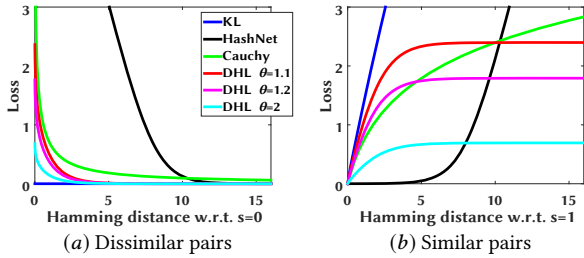 3
2
1
0
Loss
0
5
10
15
Hamming distance w.r.t. s=0
KL
HashNet
Cauchy
DHL θ=1.1
DHL θ=1.2
DHL θ=2
(a) Dissimilar pairs
3
2
1
0
Loss
0
5
10
15
Hamming distance w.r.t. s=1
(b) Similar pairs